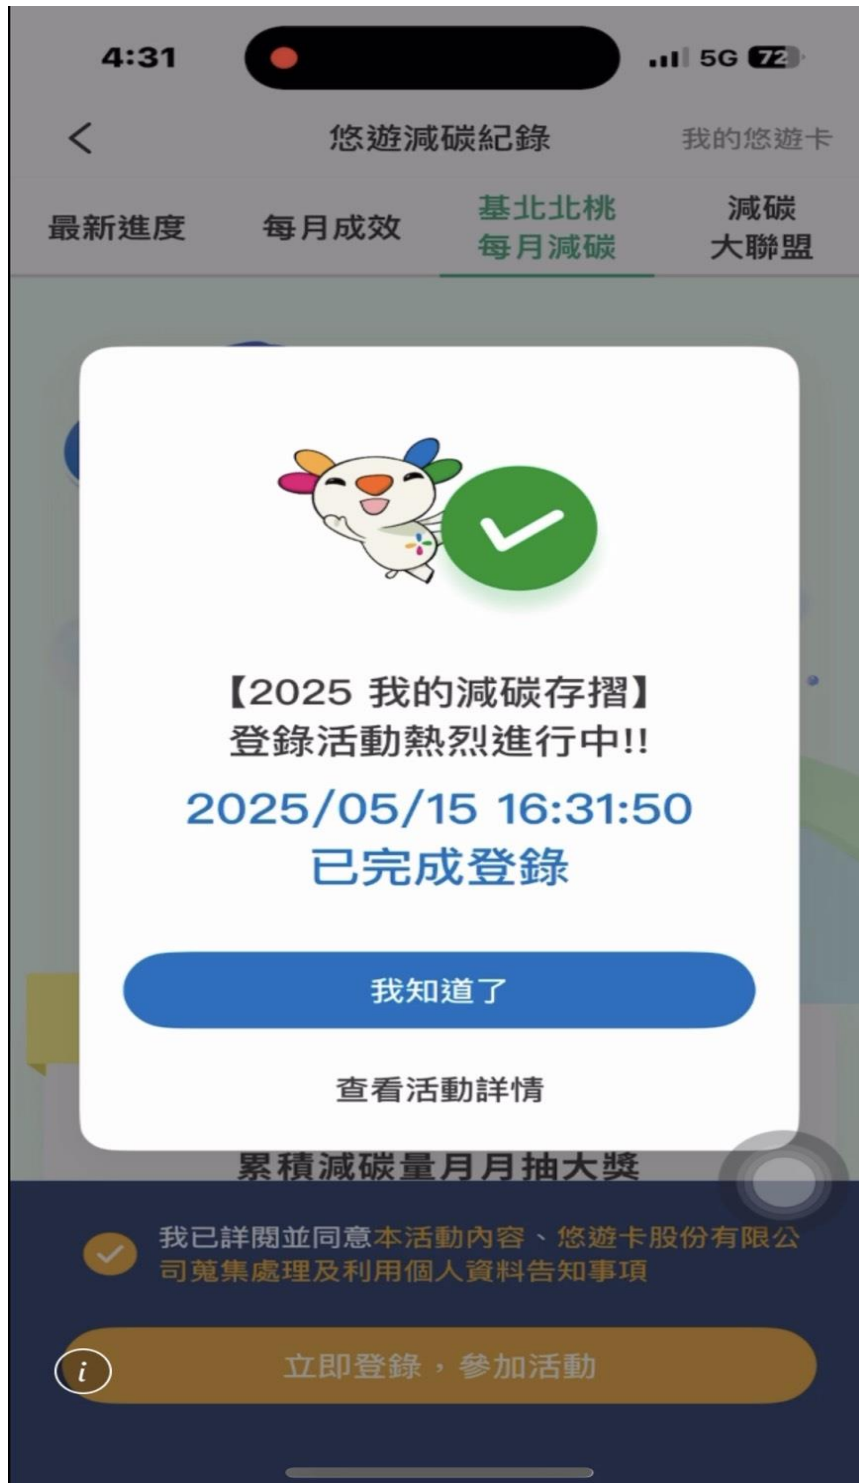 4:31
5G 72
悠遊減碳紀錄
我的悠遊卡
最新進度
每月成效
基北北桃
每月減碳
減碳
大聯盟
【2025 我的減碳存摺】
登錄活動熱烈進行中!!
2025/05/15 16:31:50
已完成登錄
我知道了
查看活動詳情
累積減碳量月月抽大獎
我已詳閱並同意本活動內容、悠遊卡股份有限公
司蒐集處理及利用個人資料告知事項
立即登錄，參加活動
i